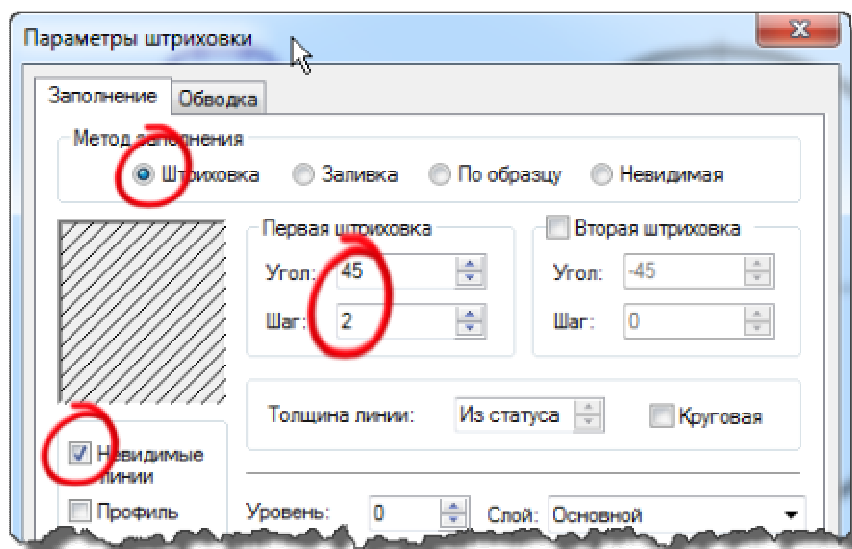 Параметры штриховки
Заполнение Обводка
Метод заполнения
Штриховка Заливка По образцу Невидимая
Первая штриховка Вторая штриховка
Угол: 45 Угол: -45
Шаг: 2 Шаг: 0
Толщина линии: Из статуса Круговая
Невидимые
линии
Профиль Уровень: 0 Слой: Основной